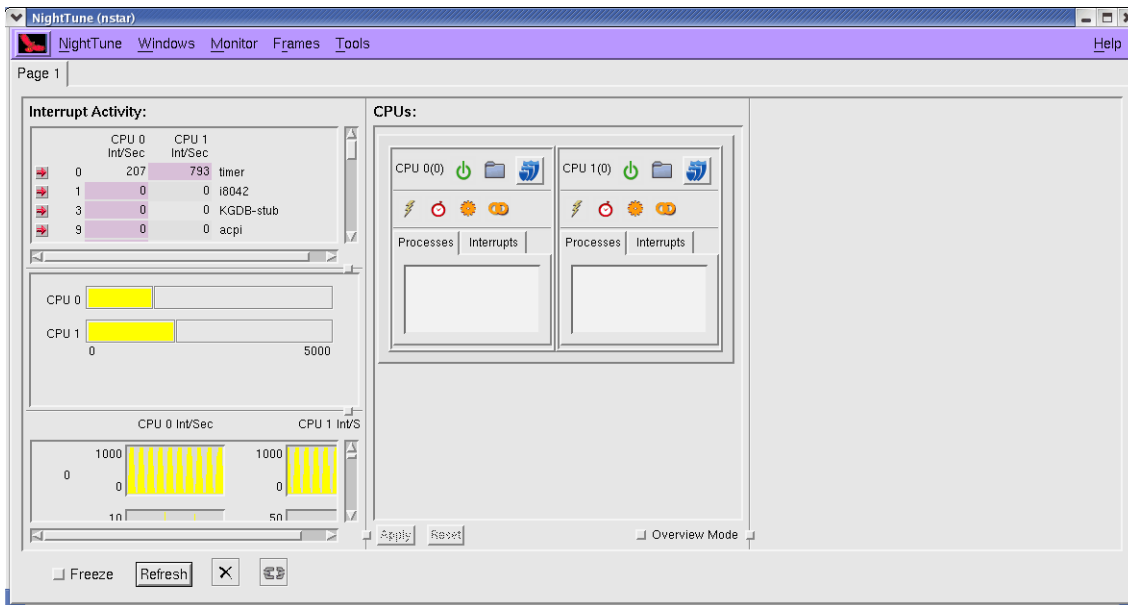 NightTune (nstar)
NightTune Windows Monitor Frames Tools Help
Page 1
Interrupt Activity:
CPU 0 CPU 1
Int/Sec Int/Sec
0 207 793 timer
1 0 0 i8042
3 0 0 KGDB-stub
9 0 0 acpi
CPU 0
CPU 1
0 5000
CPU 0 Int/Sec CPU 1 Int/S
1000 1000
0
0 0
10 50
CPUs:
CPU 0(0) CPU 1(0)
Processes Interrupts Processes Interrupts
Apply Reset Overview Mode
Freeze Refresh